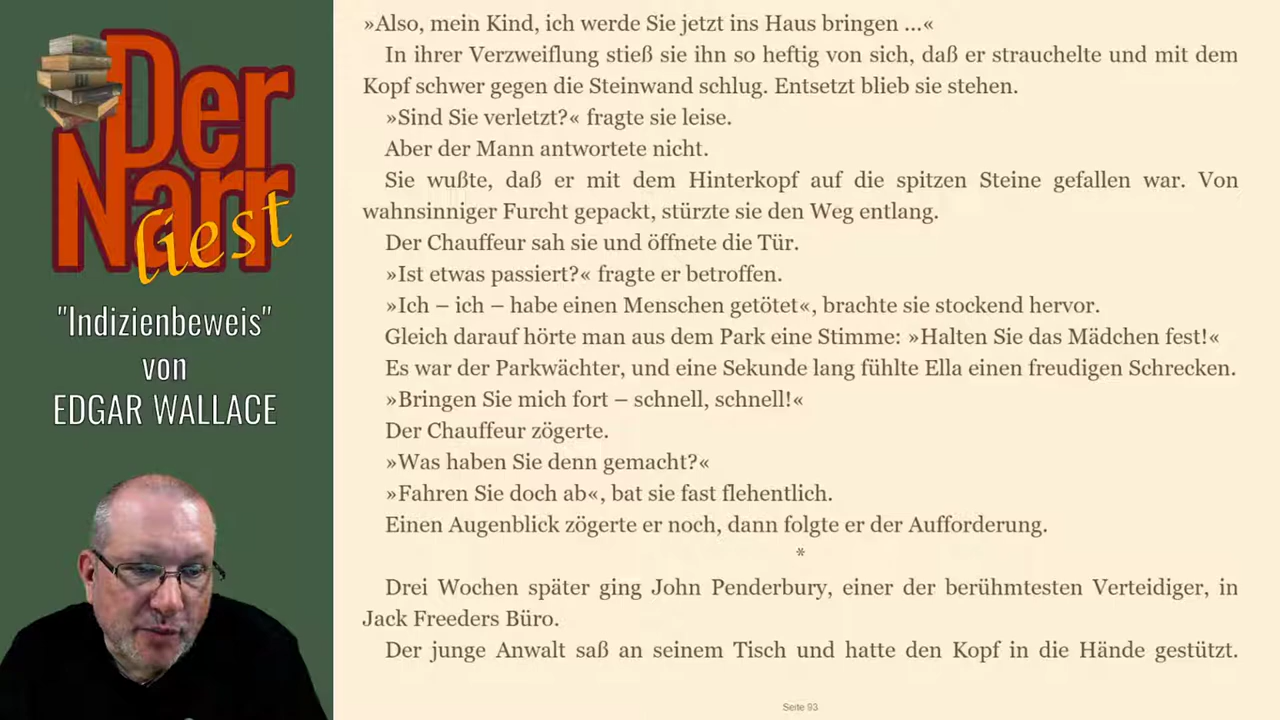 Der
Narr
liest
"Indizienbeweis"
von
EDGAR WALLACE
»Also, mein Kind, ich werde Sie jetzt ins Haus bringen ...«
In ihrer Verzweiflung stieß sie ihn so heftig von sich, daß er strauchelte und mit dem
Kopf schwer gegen die Steinwand schlug. Entsetzt blieb sie stehen.
»Sind Sie verletzt?« fragte sie leise.
Aber der Mann antwortete nicht.
Sie wußte, daß er mit dem Hinterkopf auf die spitzen Steine gefallen war. Von
wahnsinniger Furcht gepackt, stürzte sie den Weg entlang.
Der Chauffeur sah sie und öffnete die Tür.
»Ist etwas passiert?« fragte er betroffen.
»Ich – ich – habe einen Menschen getötet«, brachte sie stockend hervor.
Gleich darauf hörte man aus dem Park eine Stimme: »Halten Sie das Mädchen fest!«
Es war der Parkwächter, und eine Sekunde lang fühlte Ella einen freudigen Schrecken.
»Bringen Sie mich fort – schnell, schnell!«
Der Chauffeur zögerte.
»Was haben Sie denn gemacht?«
»Fahren Sie doch ab«, bat sie fast flehentlich.
Einen Augenblick zögerte er noch, dann folgte er der Aufforderung.
*
Drei Wochen später ging John Penderbury, einer der berühmtesten Verteidiger, in
Jack Freeders Büro.
Der junge Anwalt saß an seinem Tisch und hatte den Kopf in die Hände gestützt.
Seite 93